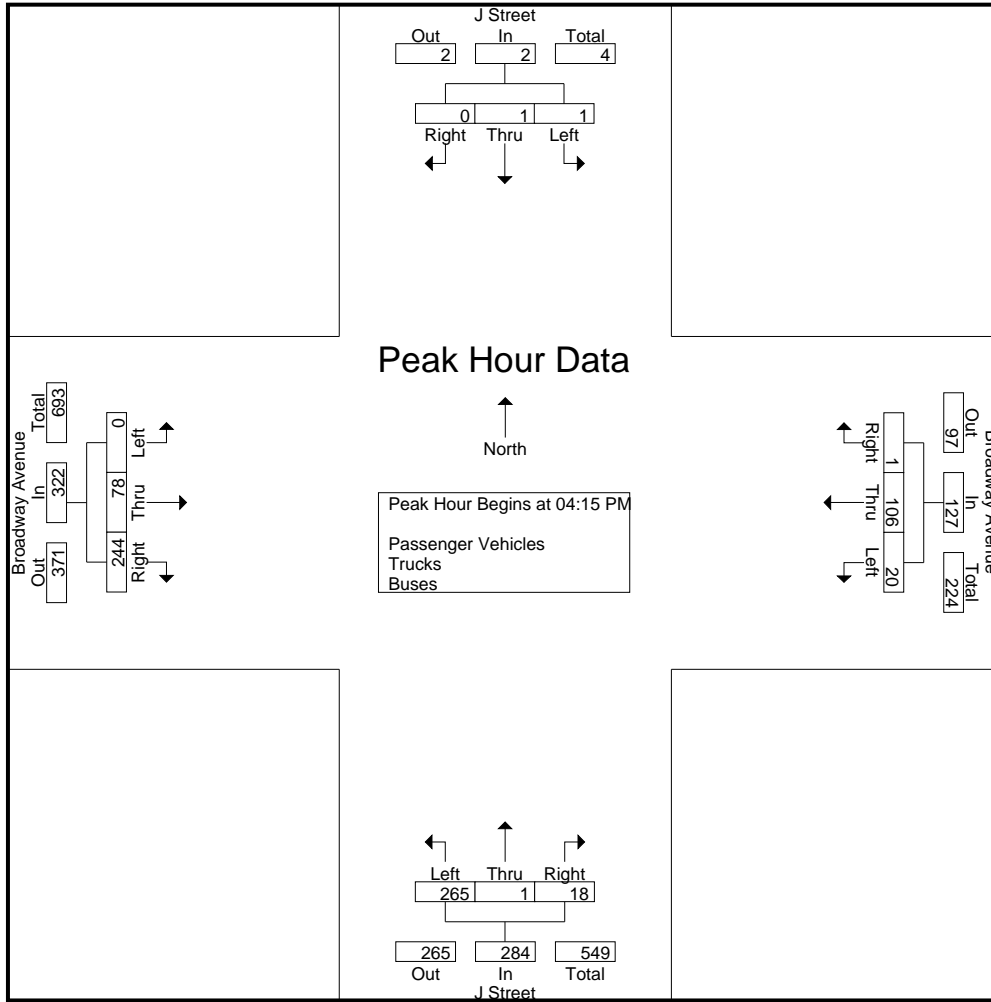 J Street
Out In Total
2 2 4
0 1 1
Right Thru Left
Peak Hour Data
North
Peak Hour Begins at 04:15 PM
Passenger Vehicles
Trucks
Buses
Broadway Avenue
Out In Total
371 322 693
244 78 0
Right Thru Left
Broadway Avenue
Out In Total
97 127 224
1 106 20
Right Thru Left
Left Thru Right
265 1 18
265 284 549
Out In Total
J Street